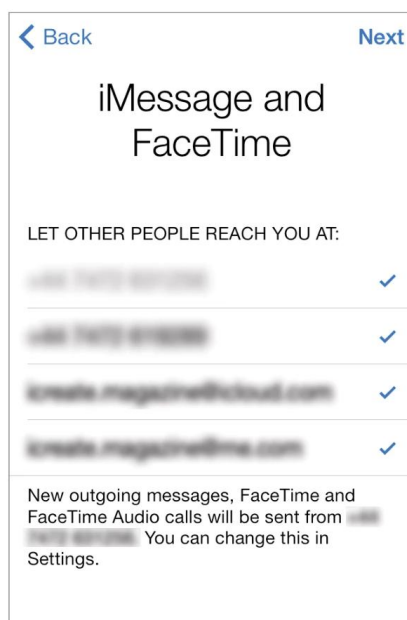 Back
Next
iMessage and
FaceTime
LET OTHER PEOPLE REACH YOU AT:
New outgoing messages, FaceTime and
FaceTime Audio calls will be sent from
You can change this in
Settings.